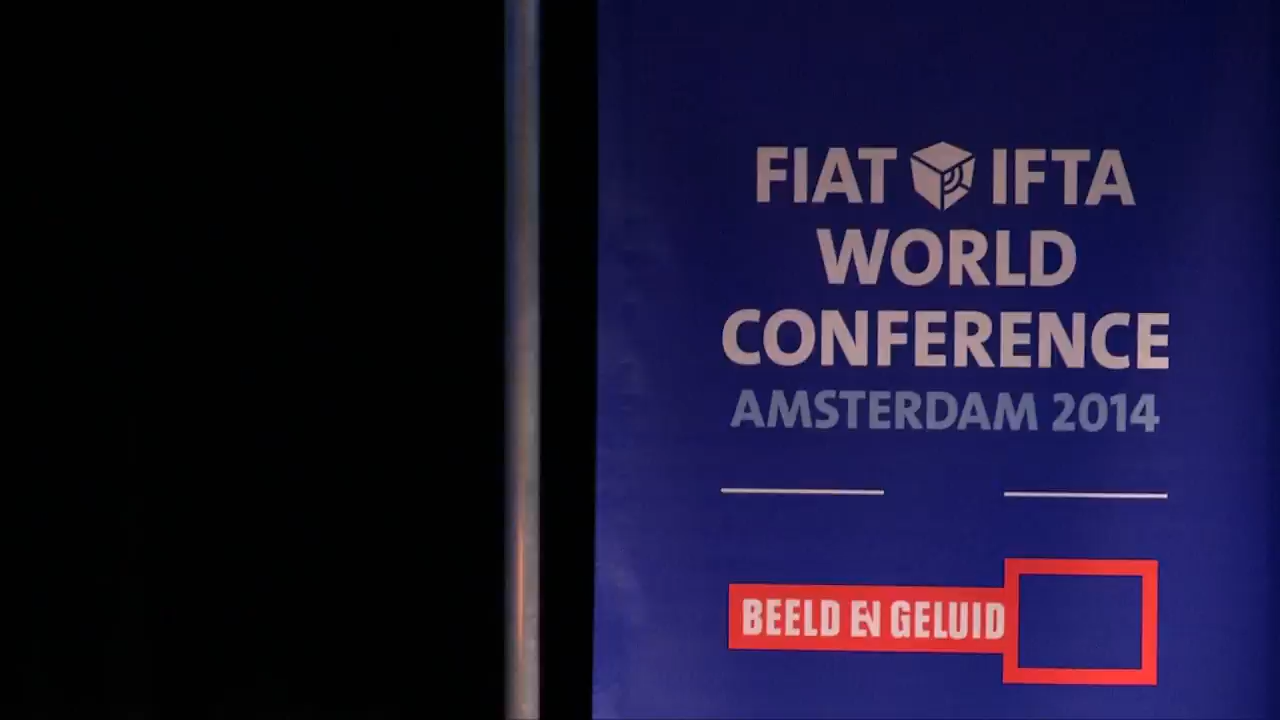 FIAT IFTA
WORLD
CONFERENCE
AMSTERDAM 2014
BEELD EN GELUID